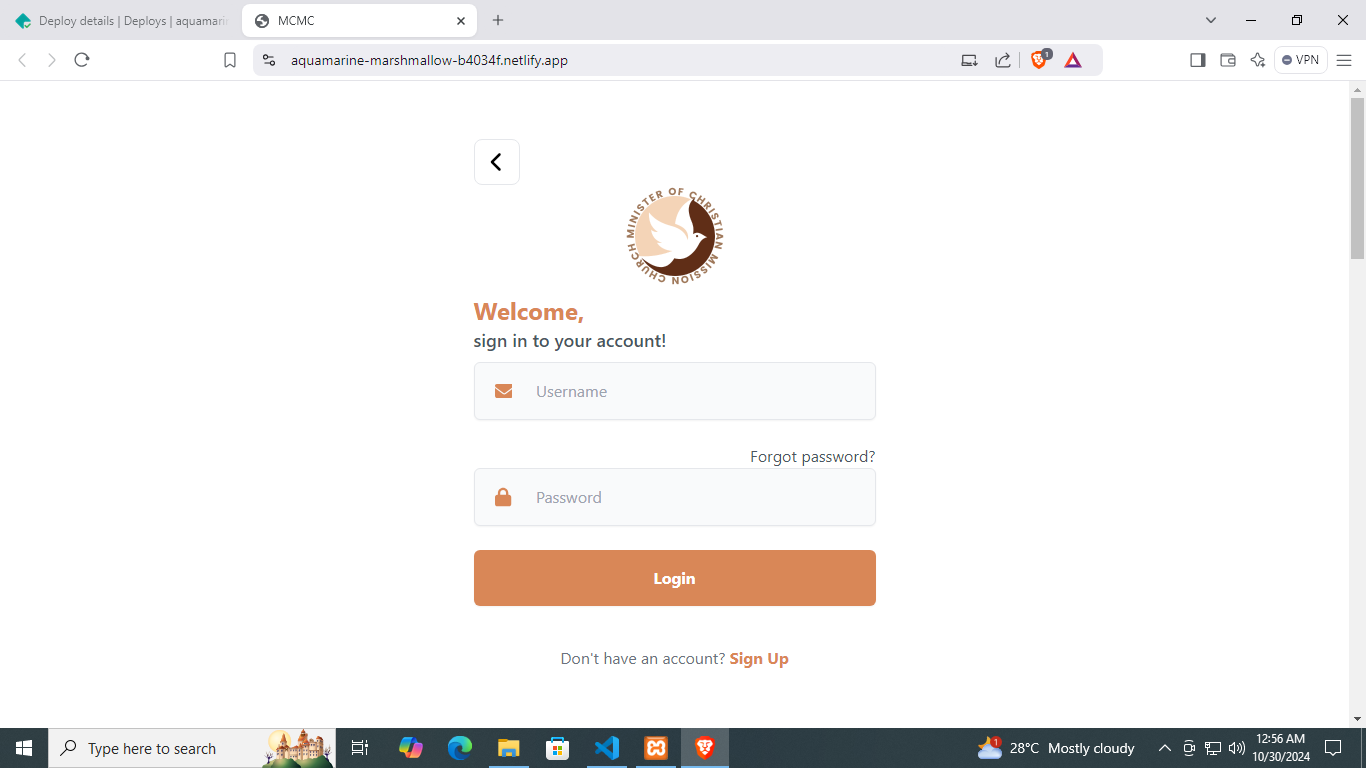 Deploy details | Deploys | aquamarin
MCMC
aquamarine-marshmallow-b4034f.netlify.app
1
VPN
MINISTER OF CHRISTIAN MISSION CHURCH
Welcome,
sign in to your account!
Username
Forgot password?
Password
Login
Don't have an account? Sign Up
Type here to search
1
28°C Mostly cloudy
12:56 AM
10/30/2024